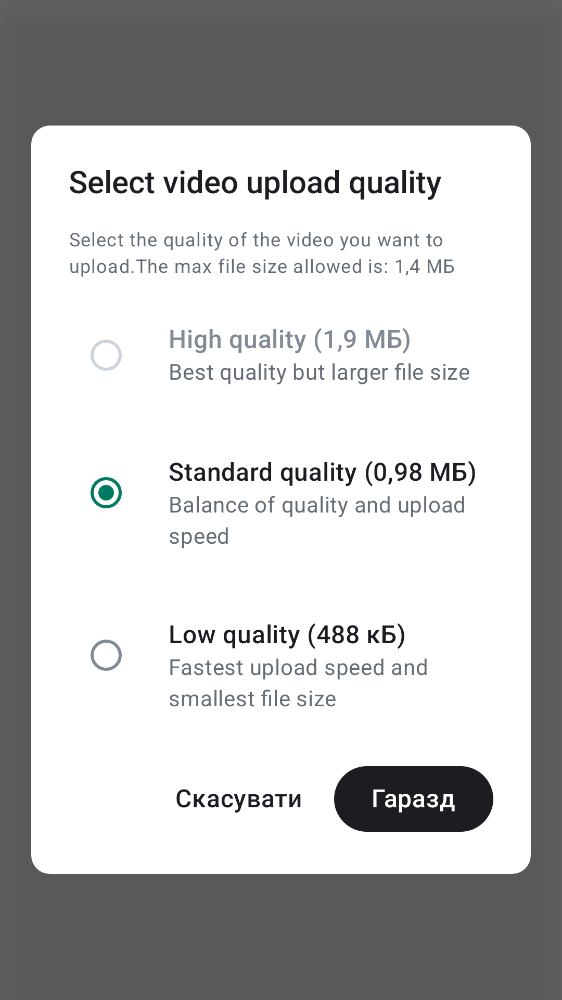 Select video upload quality
Select the quality of the video you want to
upload.The max file size allowed is: 1,4 МБ
High quality (1,9 МБ)
Best quality but larger file size
Standard quality (0,98 МБ)
Balance of quality and upload
speed
Low quality (488 кБ)
Fastest upload speed and
smallest file size
Скасувати
Гаразд